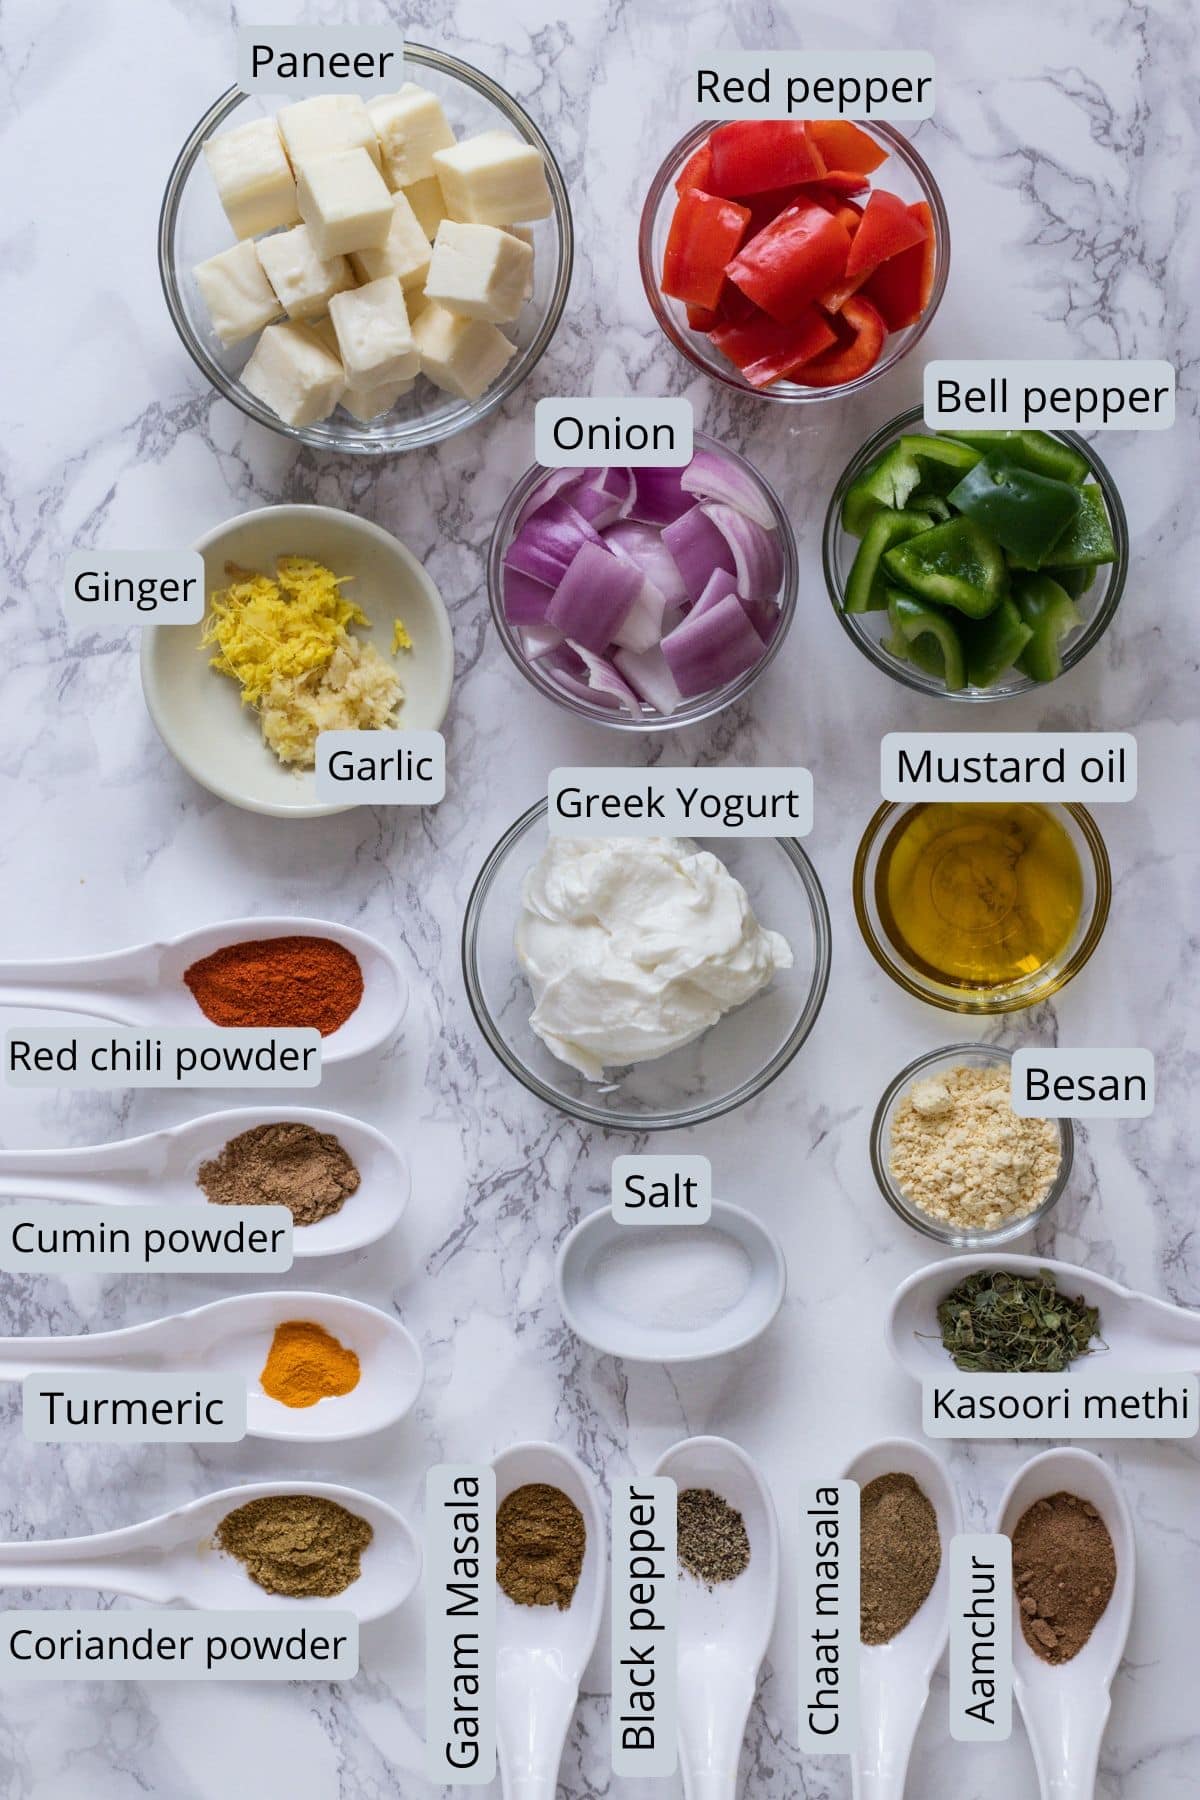 Paneer
Red pepper
Bell pepper
Onion
Ginger
Garlic
Greek Yogurt
Mustard oil
Red chili powder
Besan
Cumin powder
Salt
Turmeric
Kasoori methi
Coriander powder
Garam Masala
Black pepper
Chaat masala
Aamchur